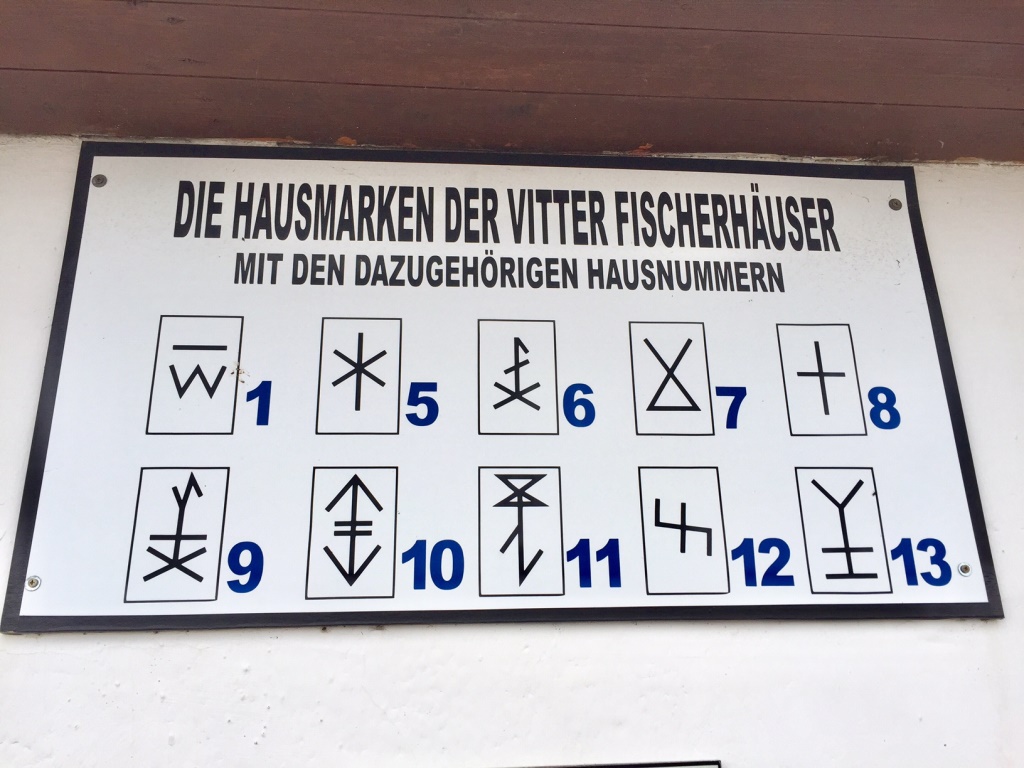 DIE HAUSMARKEN DER VITTER FISCHERHÄUSER
MIT DEN DAZUGEHÖRIGEN HAUSNUMMERN
1 5 6 7 8
9 10 11 12 13